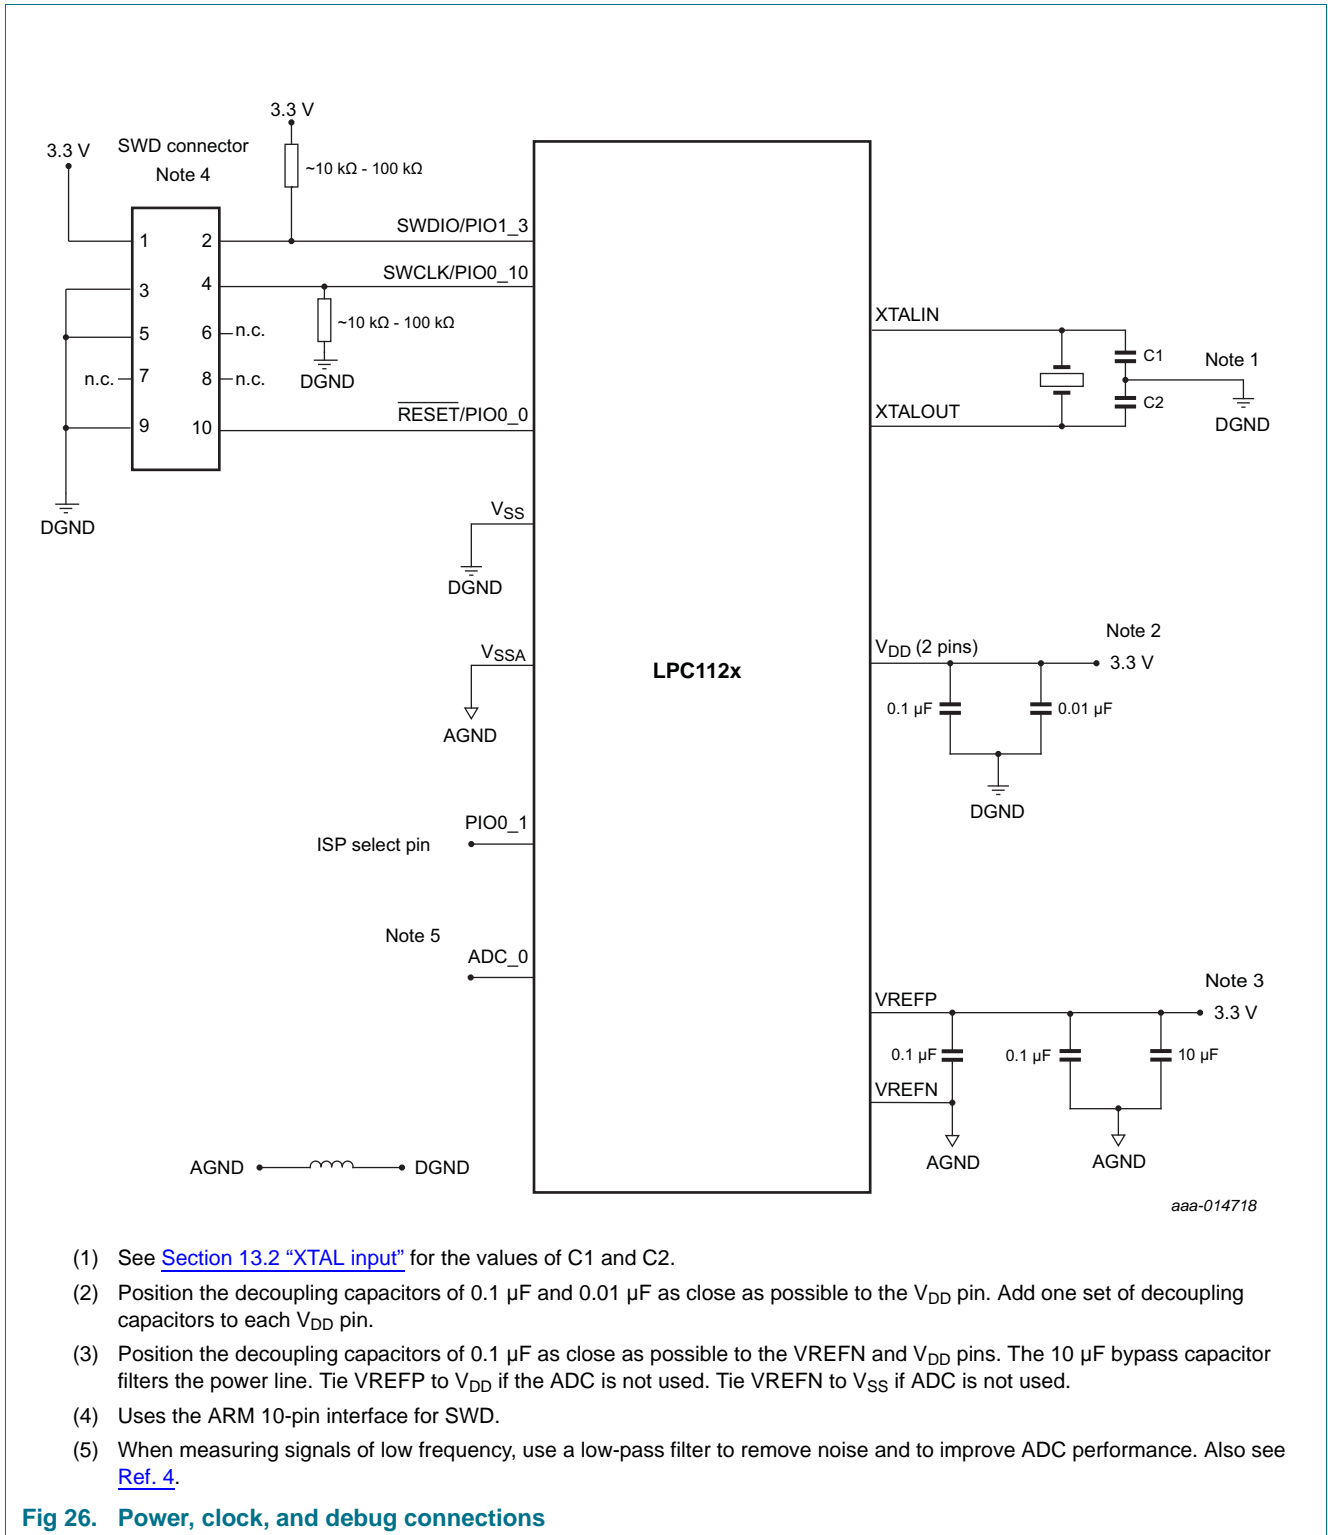 3.3 V
3.3 V
SWD connector
Note 4
~10 kΩ - 100 kΩ
1
2
SWDIO/PIO1_3
3
4
SWCLK/PIO0_10
5
6
n.c.
~10 kΩ - 100 kΩ
DGND
n.c.
7
8
n.c.
9
10
RESET/PIO0_0
DGND
XTALIN
C1
Note 1
C2
XTALOUT
DGND
VSS
DGND
VSSA
AGND
LPC112x
VDD (2 pins)
Note 2
3.3 V
0.1 µF
0.01 µF
DGND
PIO0_1
ISP select pin
Note 5
ADC_0
VREFP
Note 3
3.3 V
0.1 µF
0.1 µF
10 µF
VREFN
AGND
AGND
AGND
DGND
aaa-014718
(1) See Section 13.2 “XTAL input” for the values of C1 and C2.
(2) Position the decoupling capacitors of 0.1 µF and 0.01 µF as close as possible to the VDD pin. Add one set of decoupling
capacitors to each VDD pin.
(3) Position the decoupling capacitors of 0.1 µF as close as possible to the VREFN and VDD pins. The 10 µF bypass capacitor
filters the power line. Tie VREFP to VDD if the ADC is not used. Tie VREFN to VSS if ADC is not used.
(4) Uses the ARM 10-pin interface for SWD.
(5) When measuring signals of low frequency, use a low-pass filter to remove noise and to improve ADC performance. Also see
Ref. 4.
Fig 26. Power, clock, and debug connections